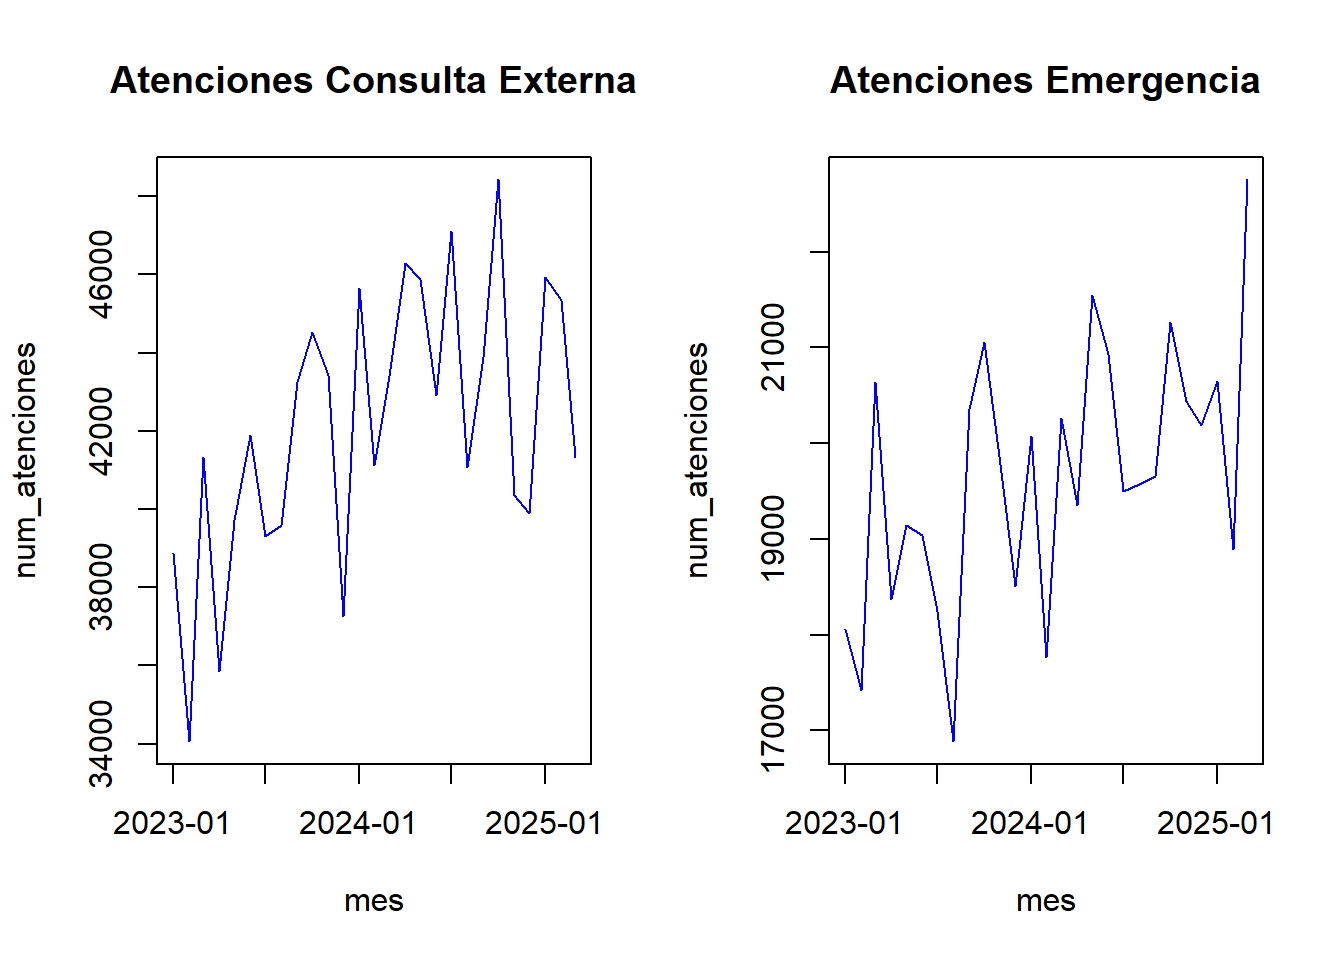 Atenciones Consulta Externa
num_atenciones
46000
42000
38000
34000
2023-01 2024-01 2025-01
mes
Atenciones Emergencia
num_atenciones
21000
19000
17000
2023-01 2024-01 2025-01
mes